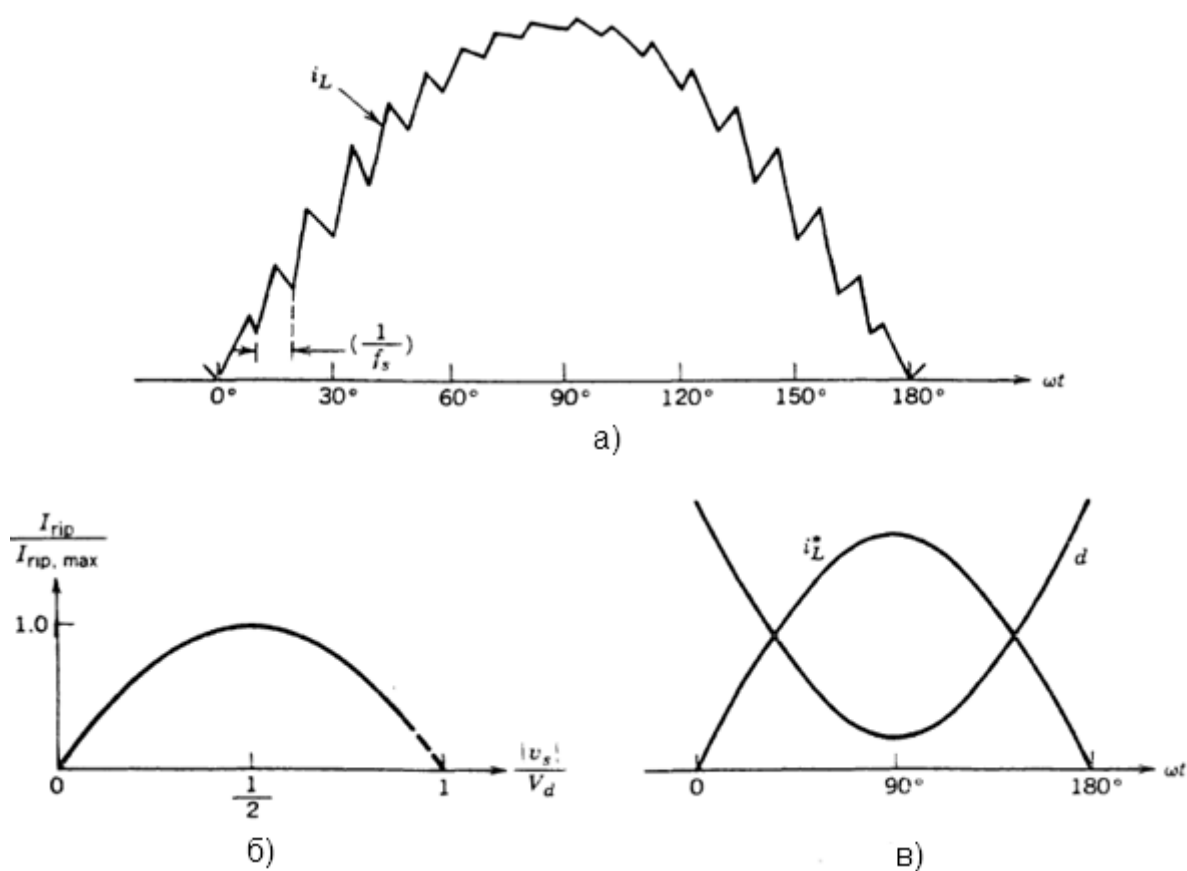 i_L
(1/f_s)
0° 30° 60° 90° 120° 150° 180° ωt
а)
I_rip / I_rip, max
1.0
0 1/2 1 |v_s| / V_d
б)
i_L* d
0 90° 180° ωt
в)